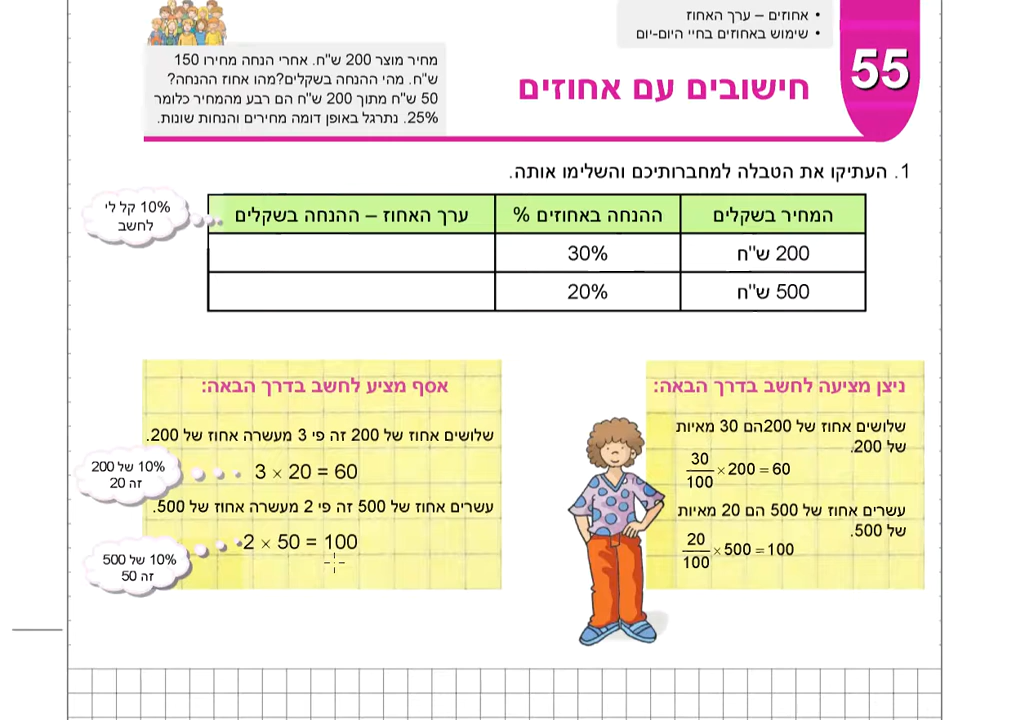 • אחוזים – ערך האחוז
• שימוש באחוזים בחיי היום-יום
55
חישובים עם אחוזים
מחיר מוצר 200 ש"ח. אחרי הנחה מחירו 150
ש"ח. מהי ההנחה בשקלים?מהו אחוז ההנחה?
50 ש"ח מתוך 200 ש"ח הם רבע מהמחיר כלומר
25%. נתרגל באופן דומה מחירים והנחות שונות.
1. העתיקו את הטבלה למחברותיכם והשלימו אותה.
המחיר בשקלים ההנחה באחוזים % ערך האחוז – ההנחה בשקלים
200 ש"ח 30%
500 ש"ח 20%
10% קל לי
לחשב
ניצן מציעה לחשב בדרך הבאה:
שלושים אחוז של 200הם 30 מאיות
של 200.
30/100 × 200 = 60
עשרים אחוז של 500 הם 20 מאיות
של 500.
20/100 × 500 = 100
אסף מציע לחשב בדרך הבאה:
שלושים אחוז של 200 זה פי 3 מעשרה אחוז של 200.
3 × 20 = 60
10% של 200
זה 20
עשרים אחוז של 500 זה פי 2 מעשרה אחוז של 500.
2 × 50 = 100
10% של 500
זה 50